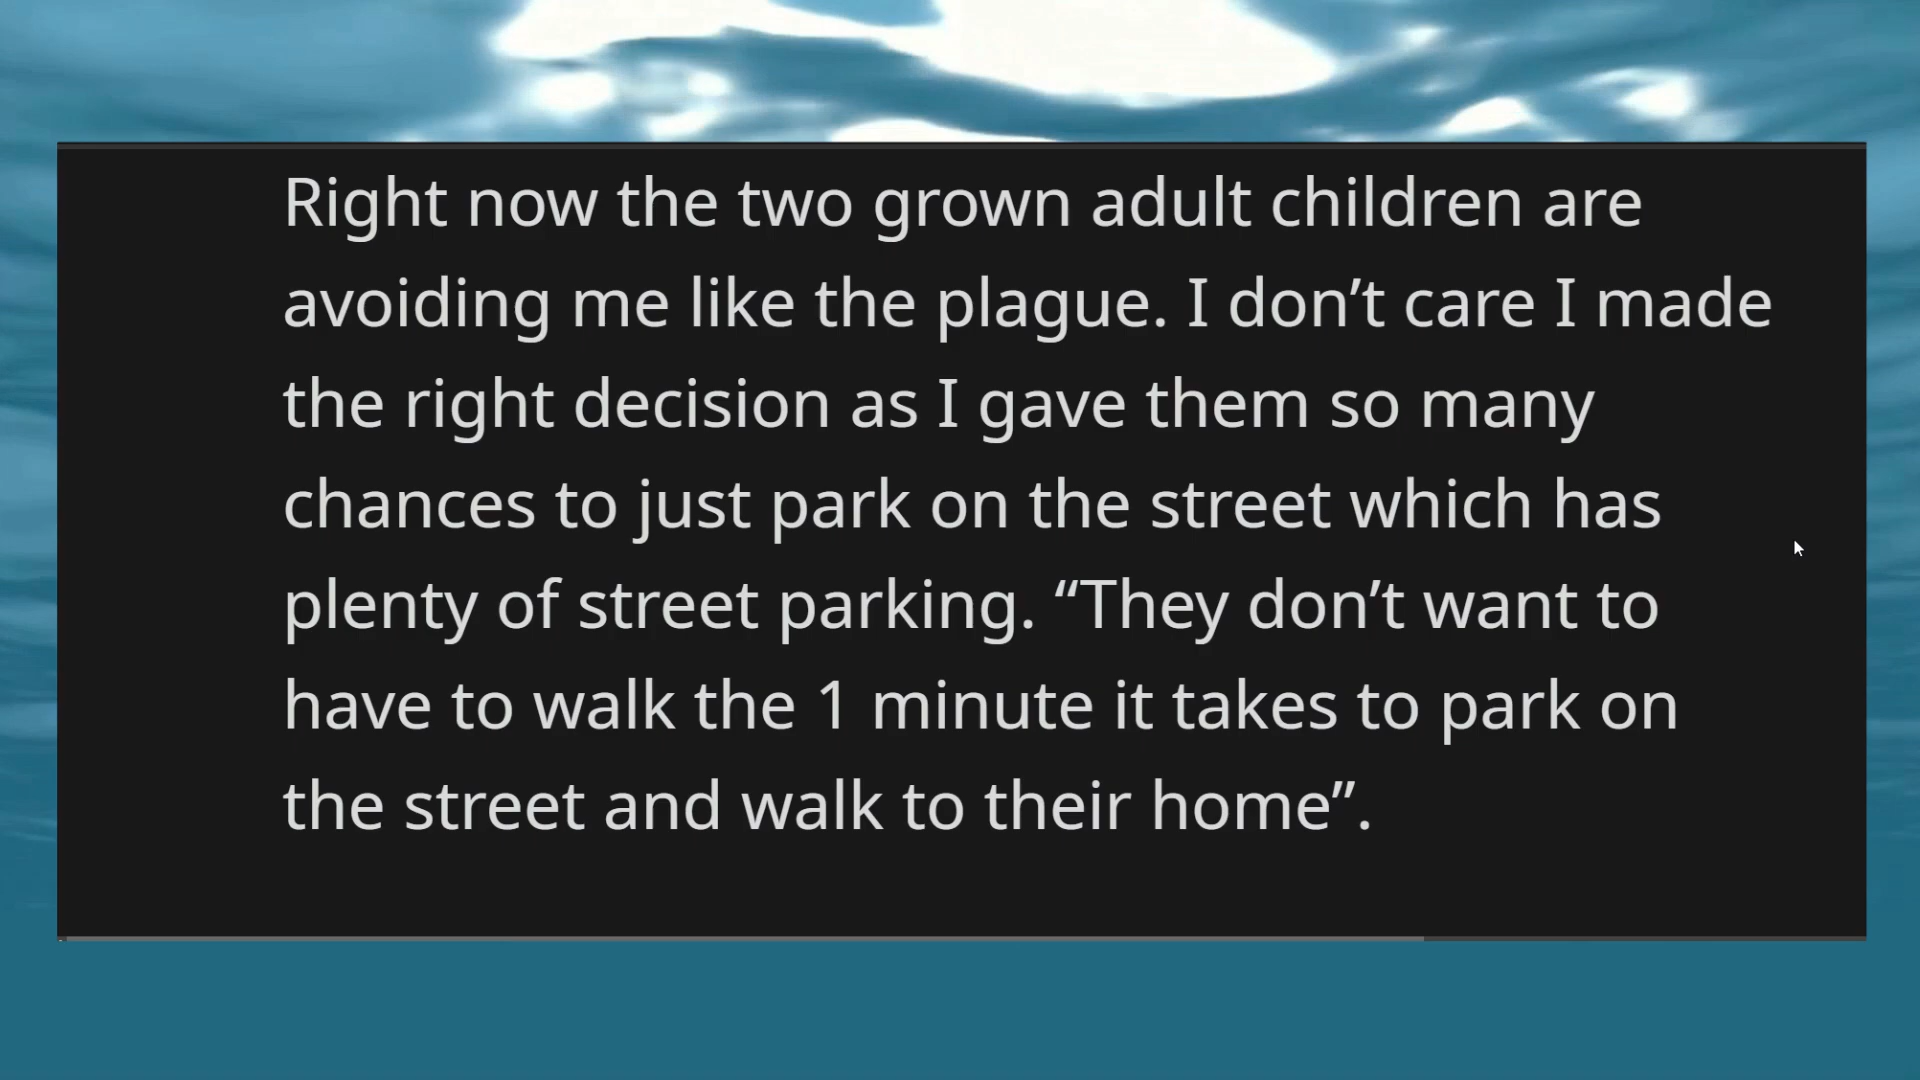 Right now the two grown adult children are
avoiding me like the plague. I don’t care I made
the right decision as I gave them so many
chances to just park on the street which has
plenty of street parking. “They don’t want to
have to walk the 1 minute it takes to park on
the street and walk to their home”.